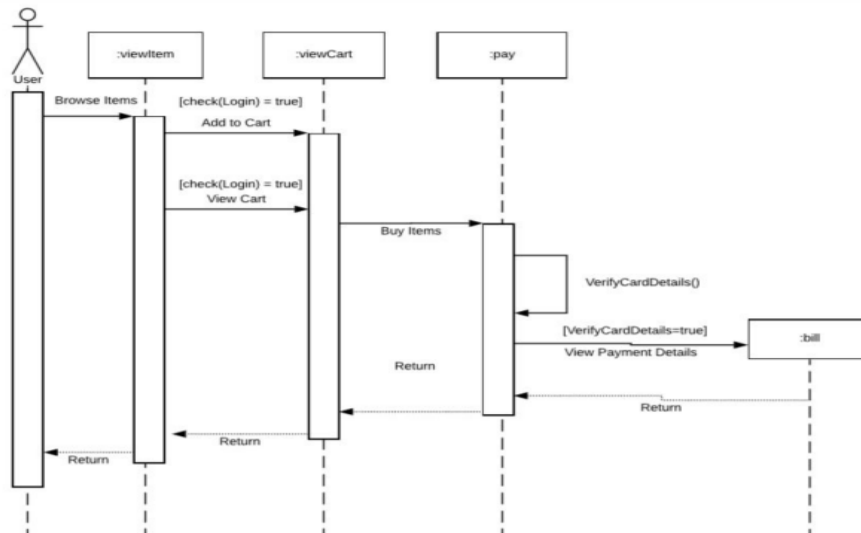 :viewItem
:viewCart
:pay
User
Browse Items
[check(Login) = true]
Add to Cart
[check(Login) = true]
View Cart
Buy Items
VerifyCardDetails()
[VerifyCardDetails=true]
:bill
View Payment Details
Return
Return
Return
Return